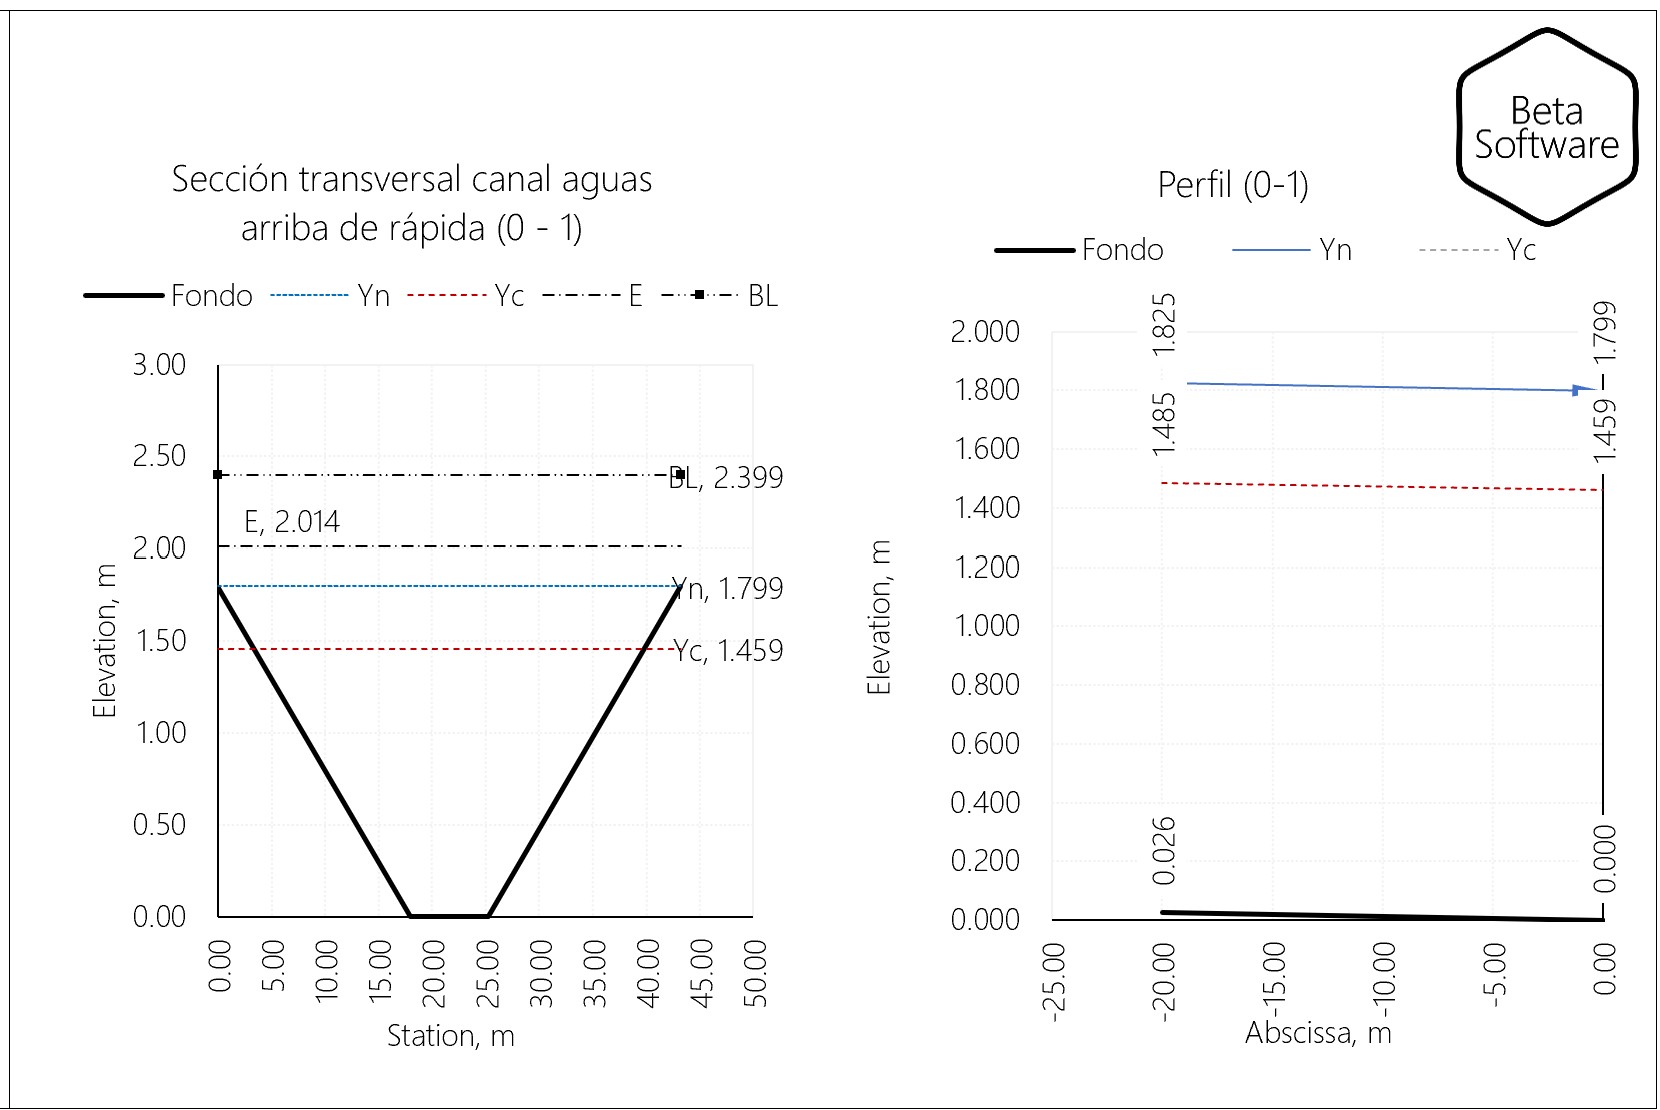 Beta
Software
Sección transversal canal aguas
arriba de rápida (0 - 1)
Fondo Yn Yc E BL
3.00
2.50
2.00
1.50
1.00
0.50
0.00
Elevation, m
BL, 2.399
E, 2.014
Yn, 1.799
Yc, 1.459
0.00 5.00 10.00 15.00 20.00 25.00 30.00 35.00 40.00 45.00 50.00
Station, m
Perfil (0-1)
Fondo Yn Yc
2.000
1.800
1.600
1.400
1.200
1.000
0.800
0.600
0.400
0.200
0.000
Elevation, m
1.825
1.799
1.485
1.459
0.026
0.000
-25.00 -20.00 -15.00 -10.00 -5.00 0.00
Abscissa, m